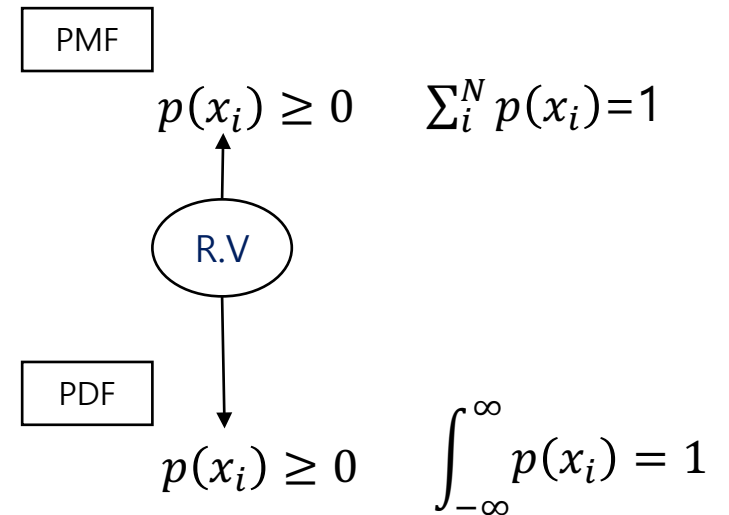 PMF
p(x_i) ≥ 0 ∑_i^N p(x_i)=1
R.V
PDF
p(x_i) ≥ 0 ∫_{-∞}^{∞} p(x_i) = 1